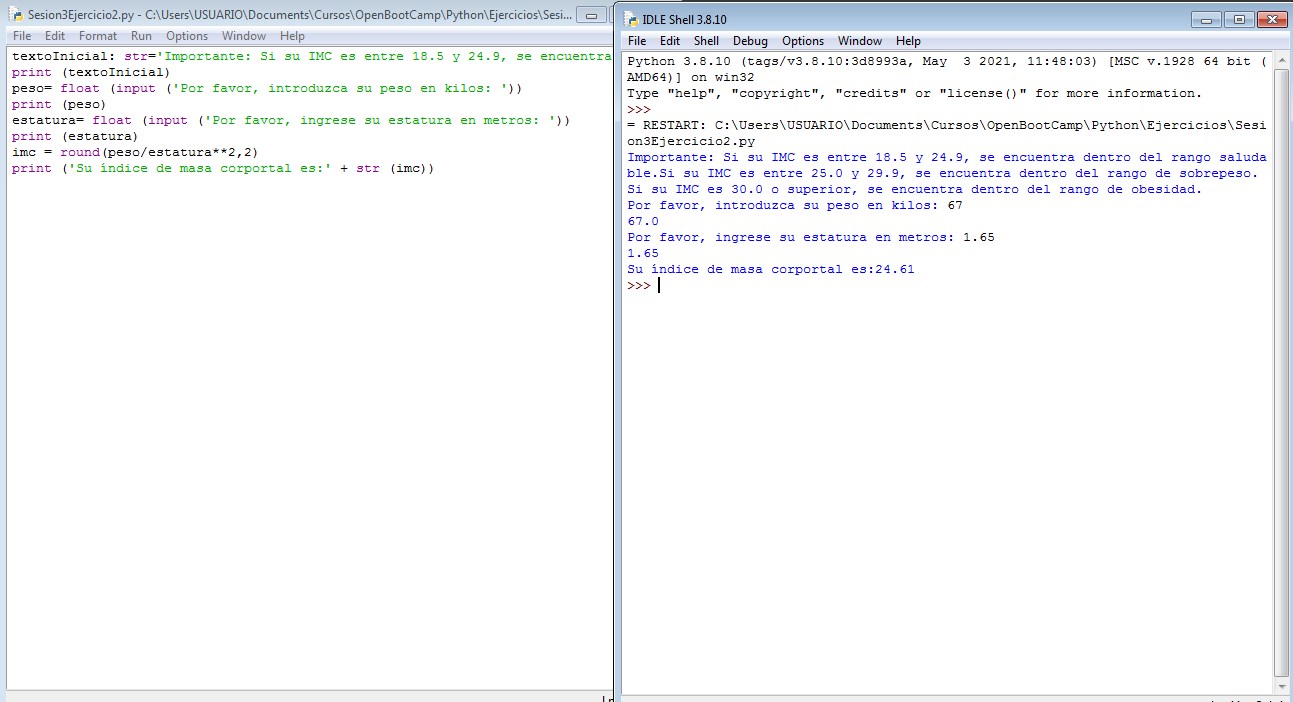 Sesion3Ejercicio2.py - C:\Users\USUARIO\Documents\Cursos\OpenBootCamp\Python\Ejercicios\Sesi...
File Edit Format Run Options Window Help
textoInicial: str='Importante: Si su IMC es entre 18.5 y 24.9, se encuentra
print (textoInicial)
peso= float (input ('Por favor, introduzca su peso en kilos: '))
print (peso)
estatura= float (input ('Por favor, ingrese su estatura en metros: '))
print (estatura)
imc = round(peso/estatura**2,2)
print ('Su índice de masa corportal es:' + str (imc))
IDLE Shell 3.8.10
File Edit Shell Debug Options Window Help
Python 3.8.10 (tags/v3.8.10:3d8993a, May  3 2021, 11:48:03) [MSC v.1928 64 bit (
AMD64)] on win32
Type "help", "copyright", "credits" or "license()" for more information.
>>>
= RESTART: C:\Users\USUARIO\Documents\Cursos\OpenBootCamp\Python\Ejercicios\Sesi
on3Ejercicio2.py
Importante: Si su IMC es entre 18.5 y 24.9, se encuentra dentro del rango saluda
ble.Si su IMC es entre 25.0 y 29.9, se encuentra dentro del rango de sobrepeso.
Si su IMC es 30.0 o superior, se encuentra dentro del rango de obesidad.
Por favor, introduzca su peso en kilos: 67
67.0
Por favor, ingrese su estatura en metros: 1.65
1.65
Su índice de masa corportal es:24.61
>>>